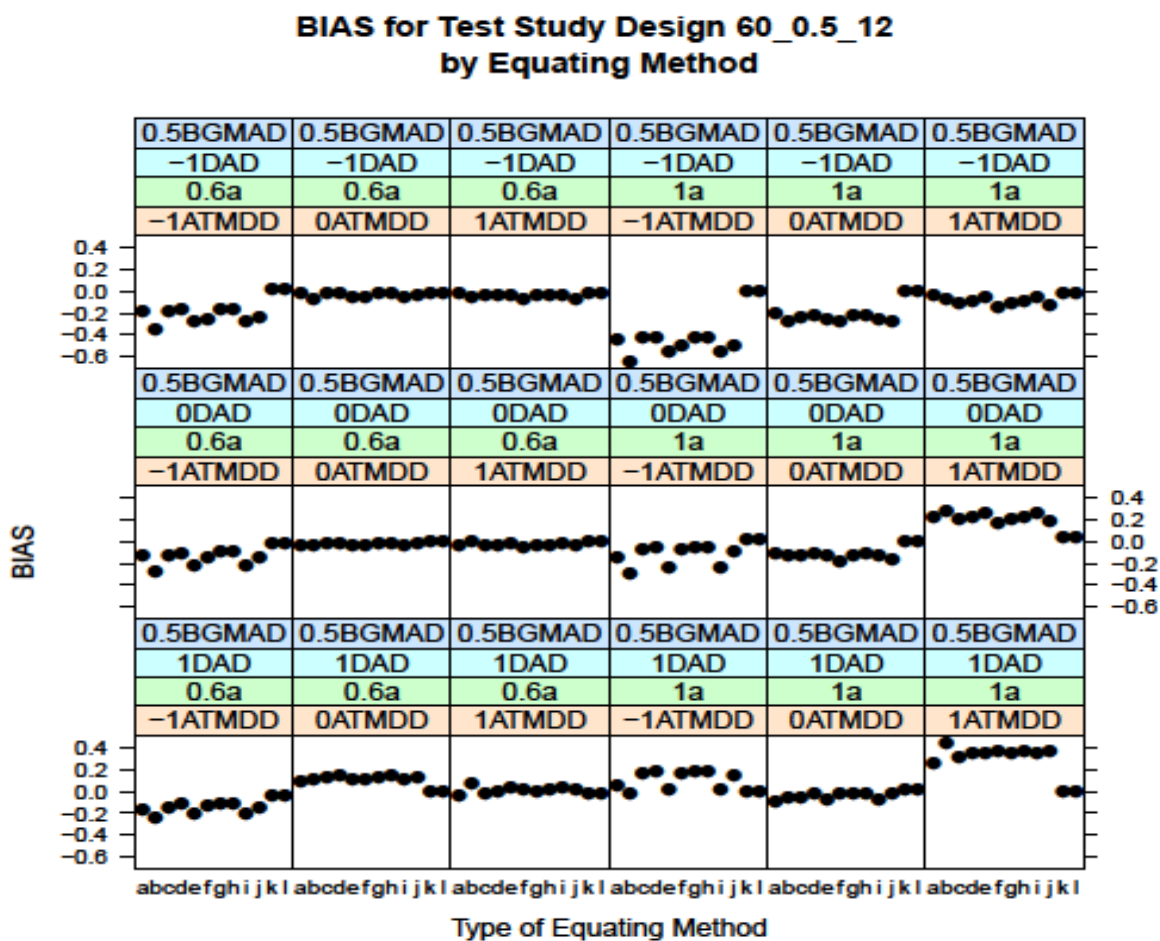 BIAS for Test Study Design 60_0.5_12
by Equating Method
0.5BGMAD 0.5BGMAD 0.5BGMAD 0.5BGMAD 0.5BGMAD 0.5BGMAD
−1DAD −1DAD −1DAD −1DAD −1DAD −1DAD
0.6a 0.6a 0.6a 1a 1a 1a
−1ATMDD 0ATMDD 1ATMDD −1ATMDD 0ATMDD 1ATMDD
0.4
0.2
0.0
−0.2
−0.4
−0.6
0.5BGMAD 0.5BGMAD 0.5BGMAD 0.5BGMAD 0.5BGMAD 0.5BGMAD
0DAD 0DAD 0DAD 0DAD 0DAD 0DAD
0.6a 0.6a 0.6a 1a 1a 1a
−1ATMDD 0ATMDD 1ATMDD −1ATMDD 0ATMDD 1ATMDD
0.4
0.2
0.0
−0.2
−0.4
−0.6
BIAS
0.5BGMAD 0.5BGMAD 0.5BGMAD 0.5BGMAD 0.5BGMAD 0.5BGMAD
1DAD 1DAD 1DAD 1DAD 1DAD 1DAD
0.6a 0.6a 0.6a 1a 1a 1a
−1ATMDD 0ATMDD 1ATMDD −1ATMDD 0ATMDD 1ATMDD
0.4
0.2
0.0
−0.2
−0.4
−0.6
abcdefghijkl abcdefghijkl abcdefghijkl abcdefghijkl abcdefghijkl abcdefghijkl
Type of Equating Method